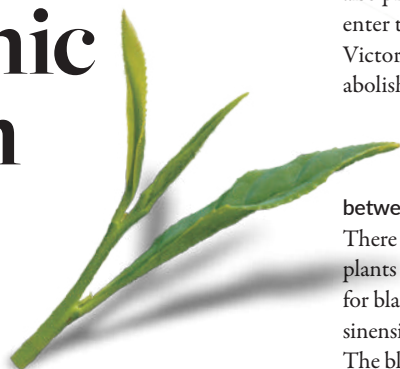 nic
n
enter t
Victor
abolish
betwe
There
plants
for bla
sinensi
The bl